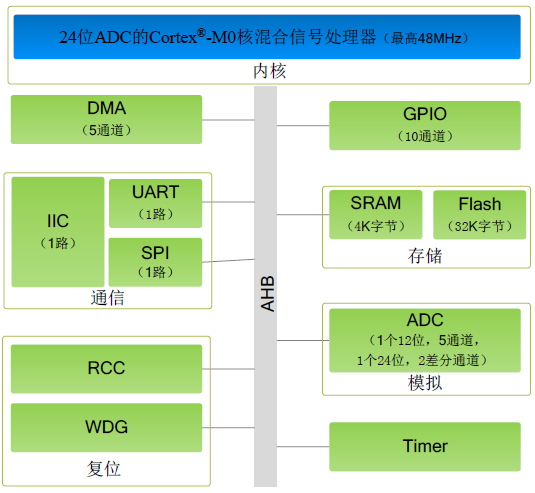 24位ADC的Cortex®-M0核混合信号处理器（最高48MHz）
内核
DMA
（5通道）
GPIO
（10通道）
IIC
（1路）
UART
（1路）
SPI
（1路）
通信
SRAM
（4K字节）
Flash
（32K字节）
存储
AHB
ADC
（1个12位，5通道，
1个24位，2差分通道）
模拟
RCC
WDG
复位
Timer